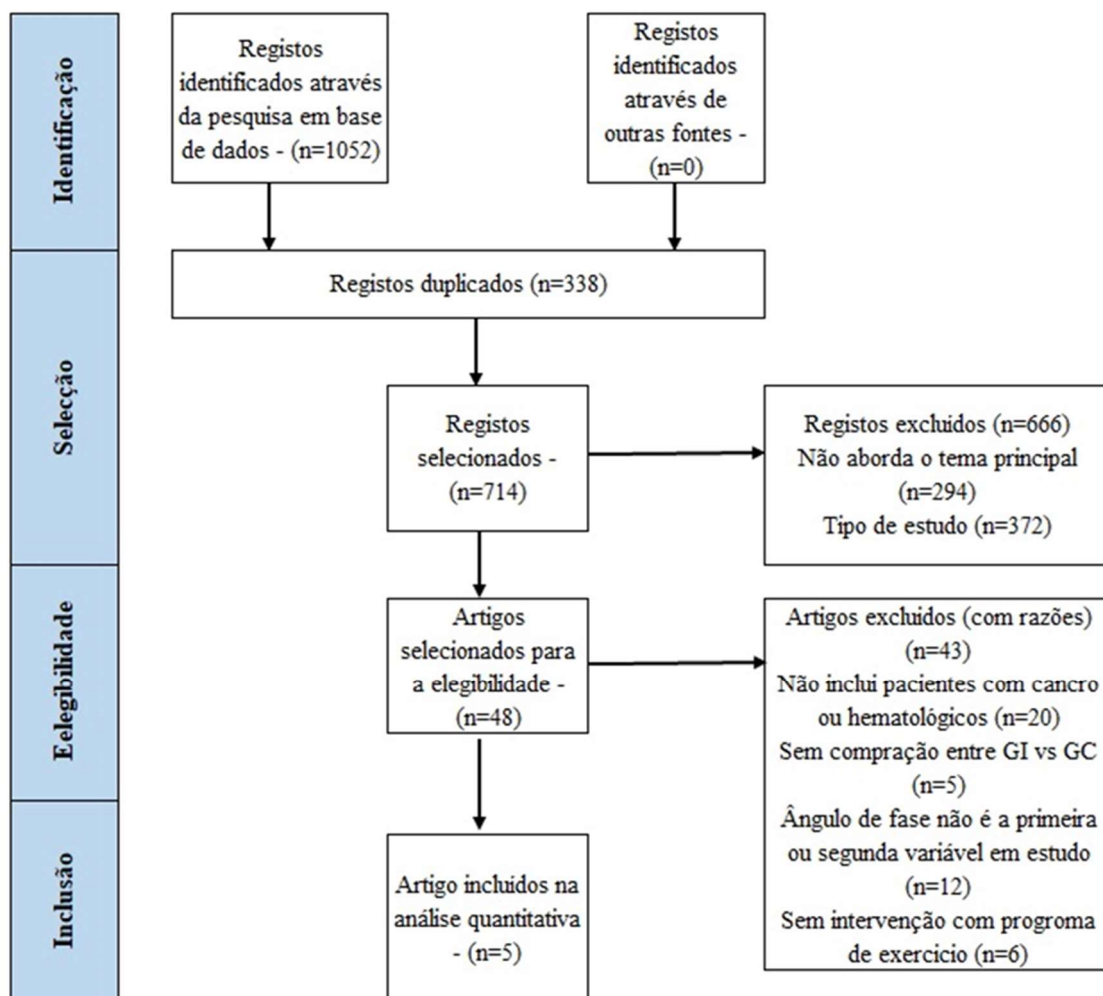 Identificação
Registos
identificados através
da pesquisa em base
de dados - (n=1052)
Registos
identificados
através de
outras fontes -
(n=0)
Selecção
Registos duplicados (n=338)
Registos
selecionados -
(n=714)
Registos excluidos (n=666)
Não aborda o tema principal
(n=294)
Tipo de estudo (n=372)
Eelegibilidade
Artigos
selecionados para
a elegibilidade -
(n=48)
Artigos excluidos (com razões)
(n=43)
Não inclui pacientes com cancro
ou hematológicos (n=20)
Sem compração entre GI vs GC
(n=5)
Ângulo de fase não é a primeira
ou segunda variável em estudo
(n=12)
Sem intervenção com programa
de exercicio (n=6)
Inclusão
Artigo incluídos na
análise quantitativa
- (n=5)